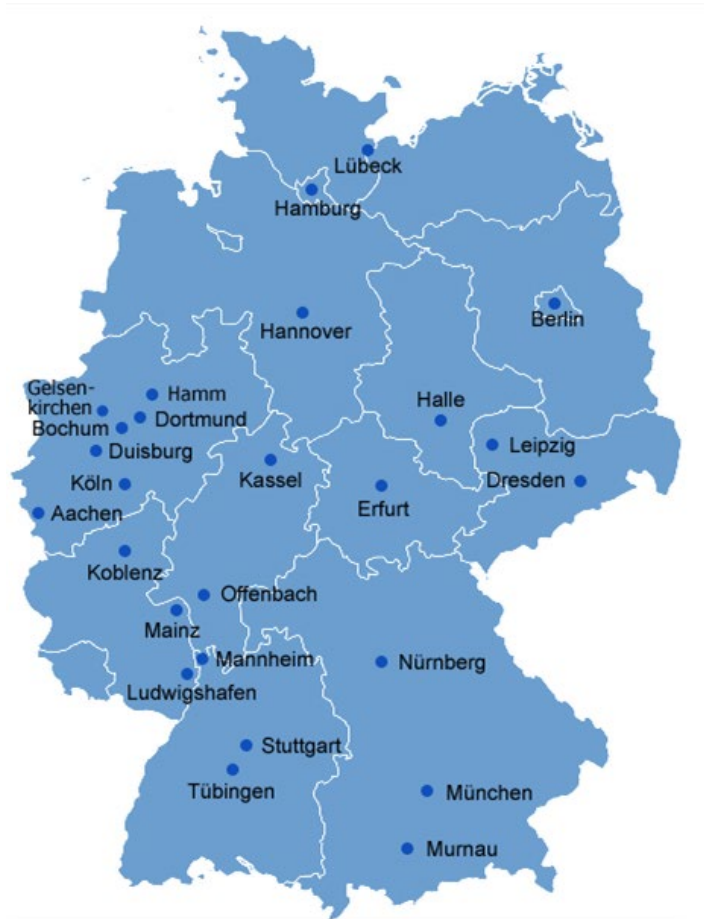 Lübeck
Hamburg
Berlin
Hannover
Gelsen-
kirchen
Hamm
Halle
Dortmund
Bochum
Leipzig
Duisburg
Kassel
Köln
Dresden
Erfurt
Aachen
Koblenz
Offenbach
Mainz
Mannheim
Nürnberg
Ludwigshafen
Stuttgart
Tübingen
München
Murnau